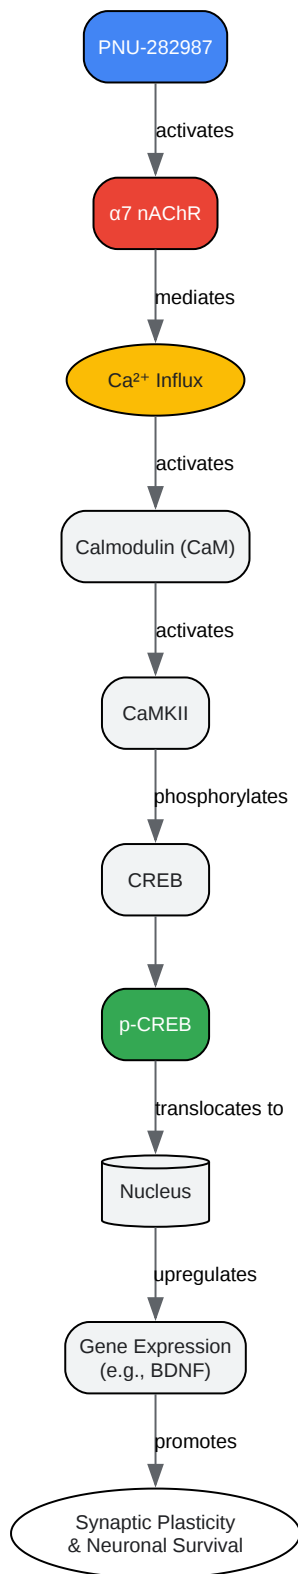 PNU-282987
activates
α7 nAChR
mediates
Ca²⁺ Influx
activates
Calmodulin (CaM)
activates
CaMKII
phosphorylates
CREB
p-CREB
translocates to
Nucleus
upregulates
Gene Expression
(e.g., BDNF)
promotes
Synaptic Plasticity
& Neuronal Survival